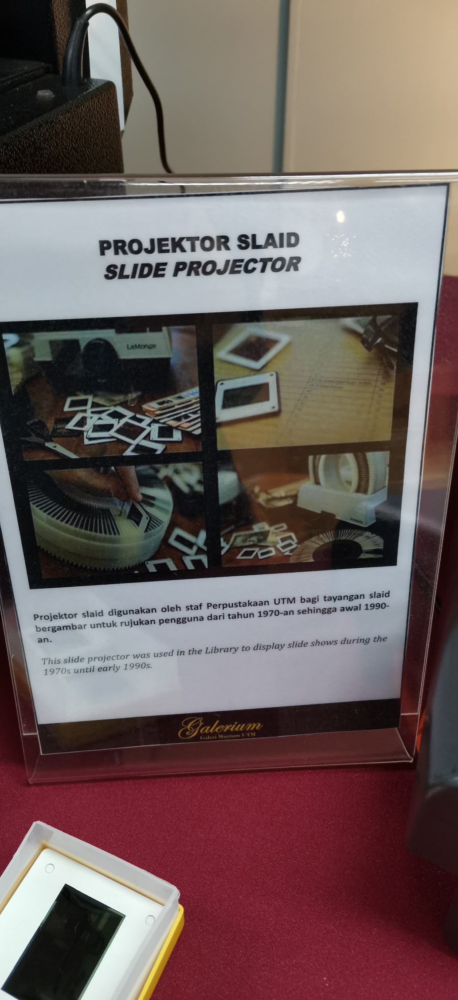 PROJEKTOR SLAID
SLIDE PROJECTOR
LeMonde
Projektor slaid digunakan oleh staf Perpustakaan UTM bagi tayangan slaid
bergambar untuk rujukan pengguna dari tahun 1970-an sehingga awal 1990-
an.
This slide projector was used in the Library to display slide shows during the
1970s until early 1990s.
Galerium
Galeri Muzium UTM